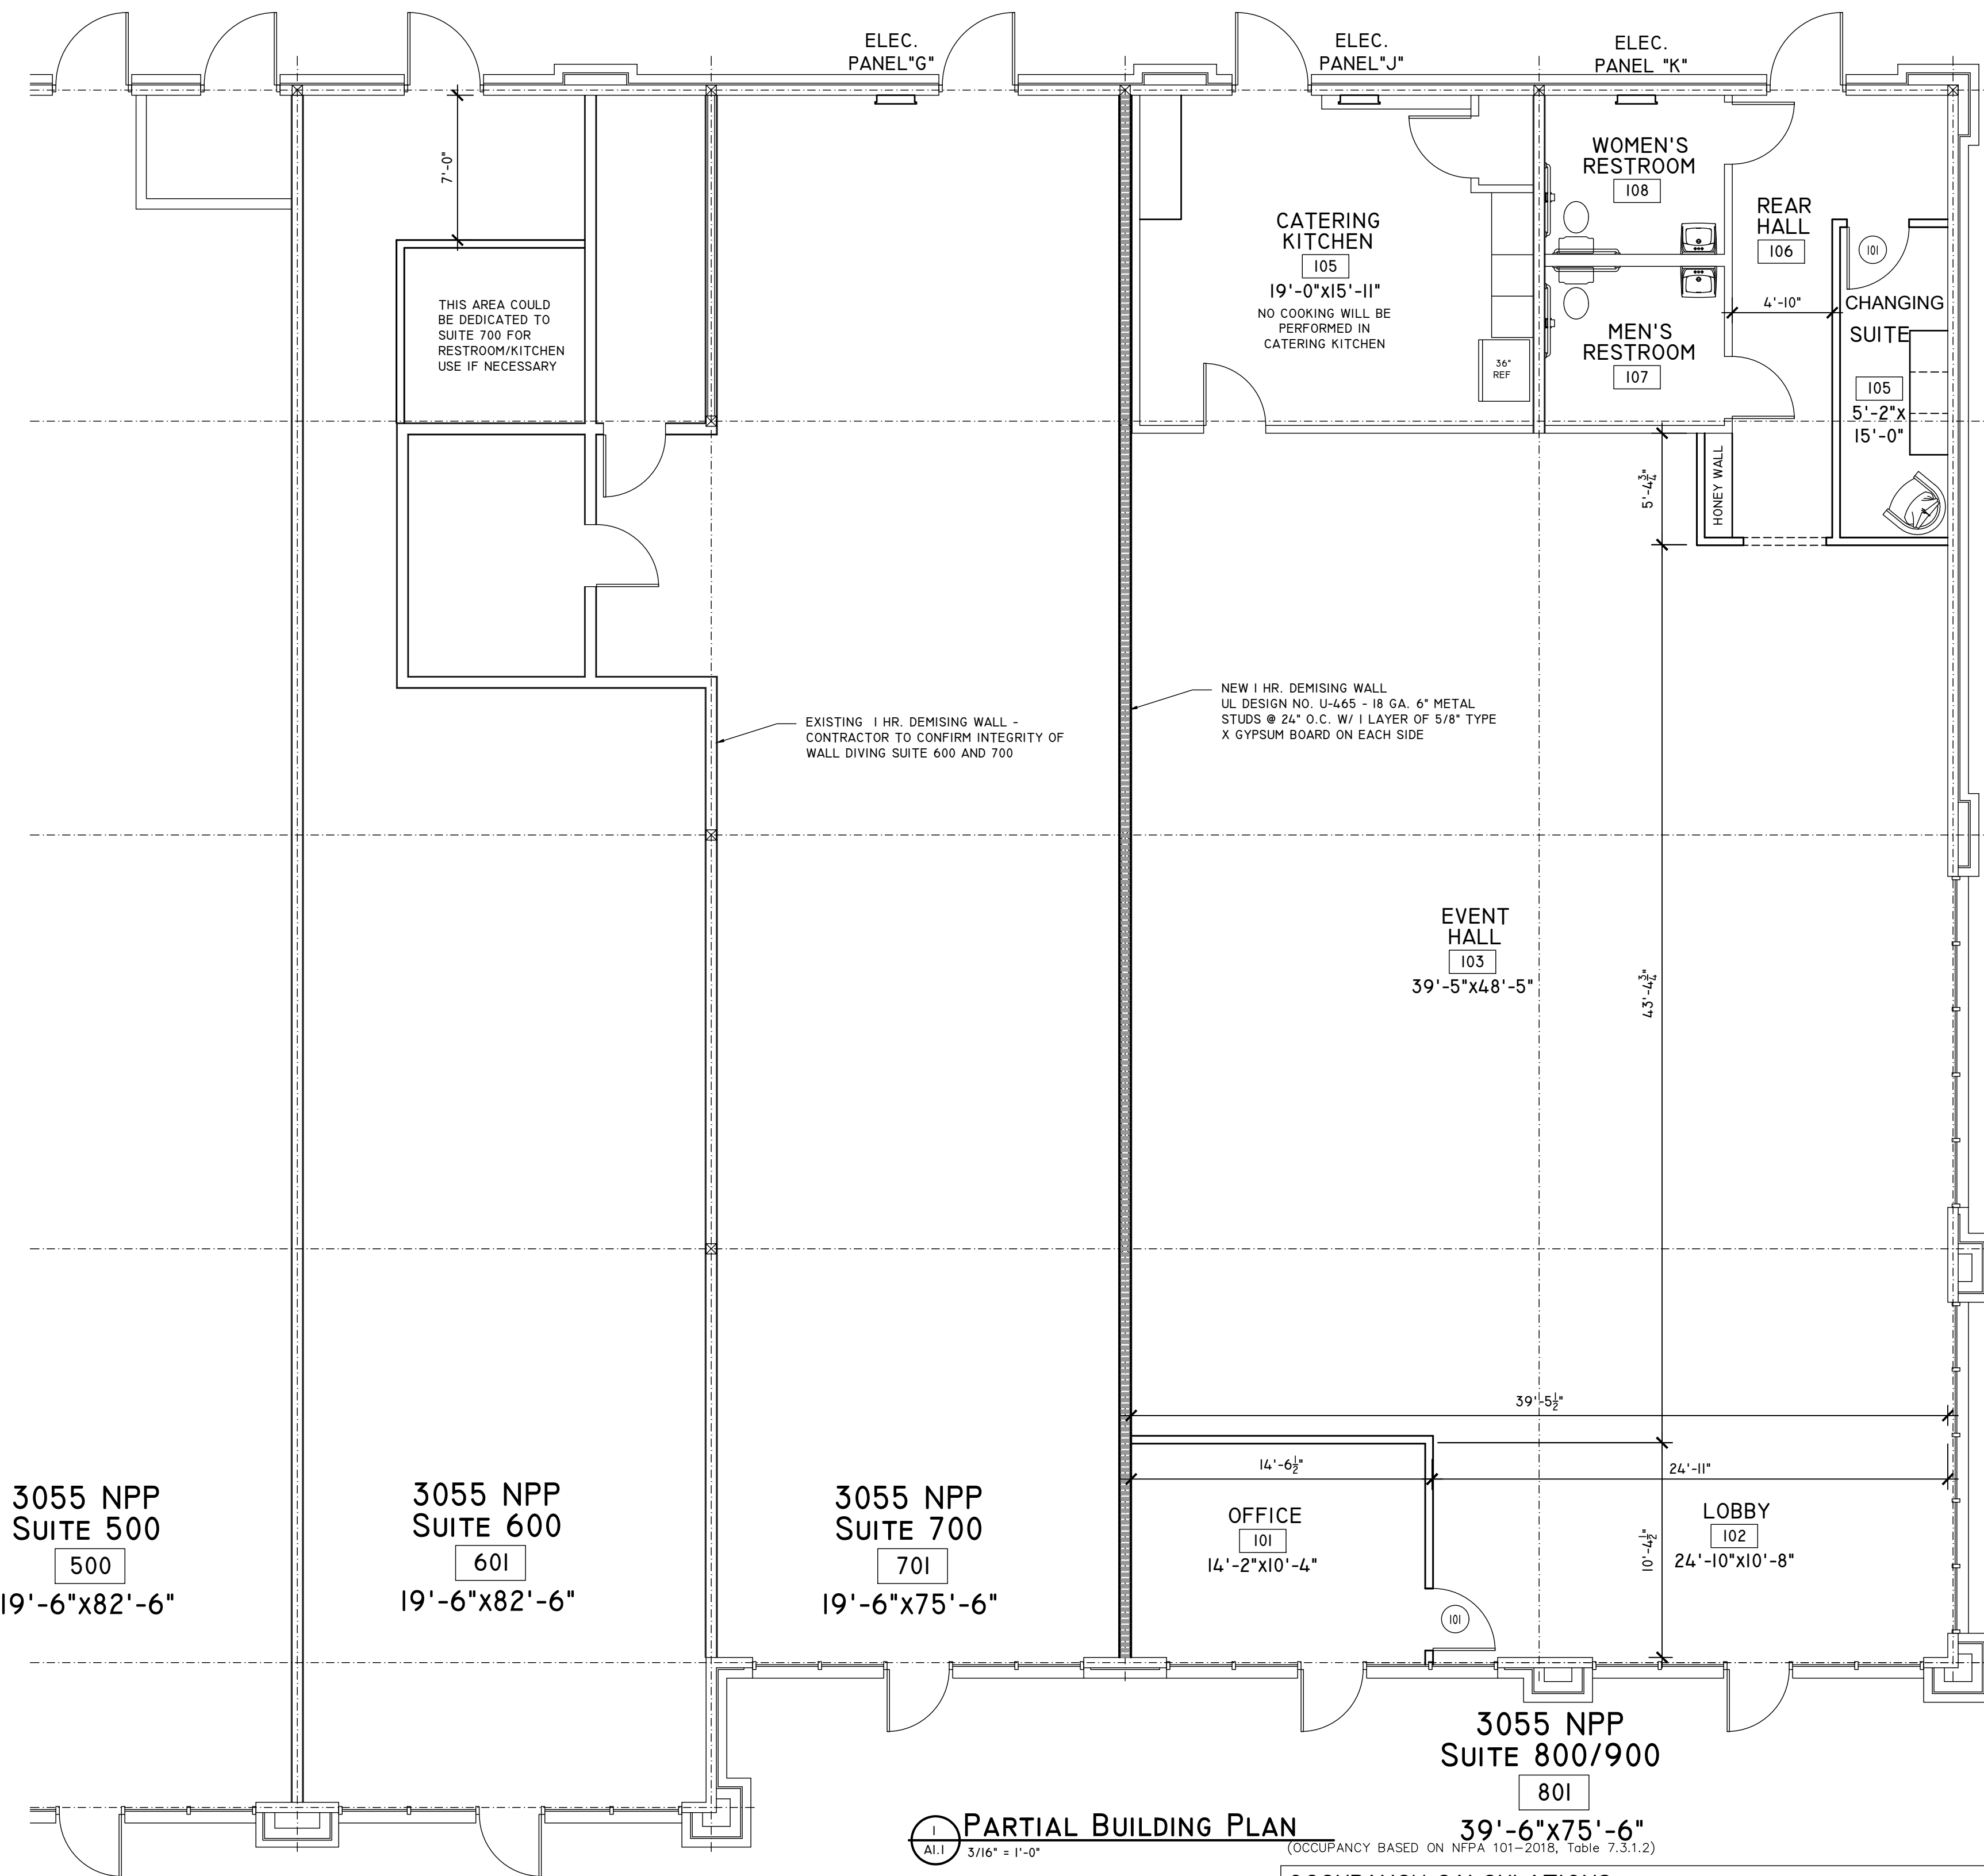 ELEC.
PANEL"G"
ELEC.
PANEL"J"
ELEC.
PANEL "K"
7'-0"
THIS AREA COULD
BE DEDICATED TO
SUITE 700 FOR
RESTROOM/KITCHEN
USE IF NECESSARY
CATERING
KITCHEN
105
19'-0"X15'-11"
NO COOKING WILL BE
PERFORMED IN
CATERING KITCHEN
36"
REF
WOMEN'S
RESTROOM
108
MEN'S
RESTROOM
107
REAR
HALL
106
4'-10"
101
CHANGING
SUITE
105
5'-2"X
15'-0"
HONEY WALL
5'-4 3/4"
EXISTING 1 HR. DEMISING WALL -
CONTRACTOR TO CONFIRM INTEGRITY OF
WALL DIVING SUITE 600 AND 700
NEW 1 HR. DEMISING WALL
UL DESIGN NO. U-465 - 18 GA. 6" METAL
STUDS @ 24" O.C. W/ 1 LAYER OF 5/8" TYPE
X GYPSUM BOARD ON EACH SIDE
EVENT
HALL
103
39'-5"X48'-5"
43'-4 3/4"
39'-5 1/2"
14'-6 1/2"
24'-11"
OFFICE
101
14'-2"X10'-4"
101
10'-4 1/2"
LOBBY
102
24'-10"X10'-8"
3055 NPP
SUITE 500
500
19'-6"X82'-6"
3055 NPP
SUITE 600
601
19'-6"X82'-6"
3055 NPP
SUITE 700
701
19'-6"X75'-6"
3055 NPP
SUITE 800/900
801
39'-6"X75'-6"
1
A1.1
PARTIAL BUILDING PLAN
3/16" = 1'-0"
(OCCUPANCY BASED ON NFPA 101-2018, Table 7.3.1.2)